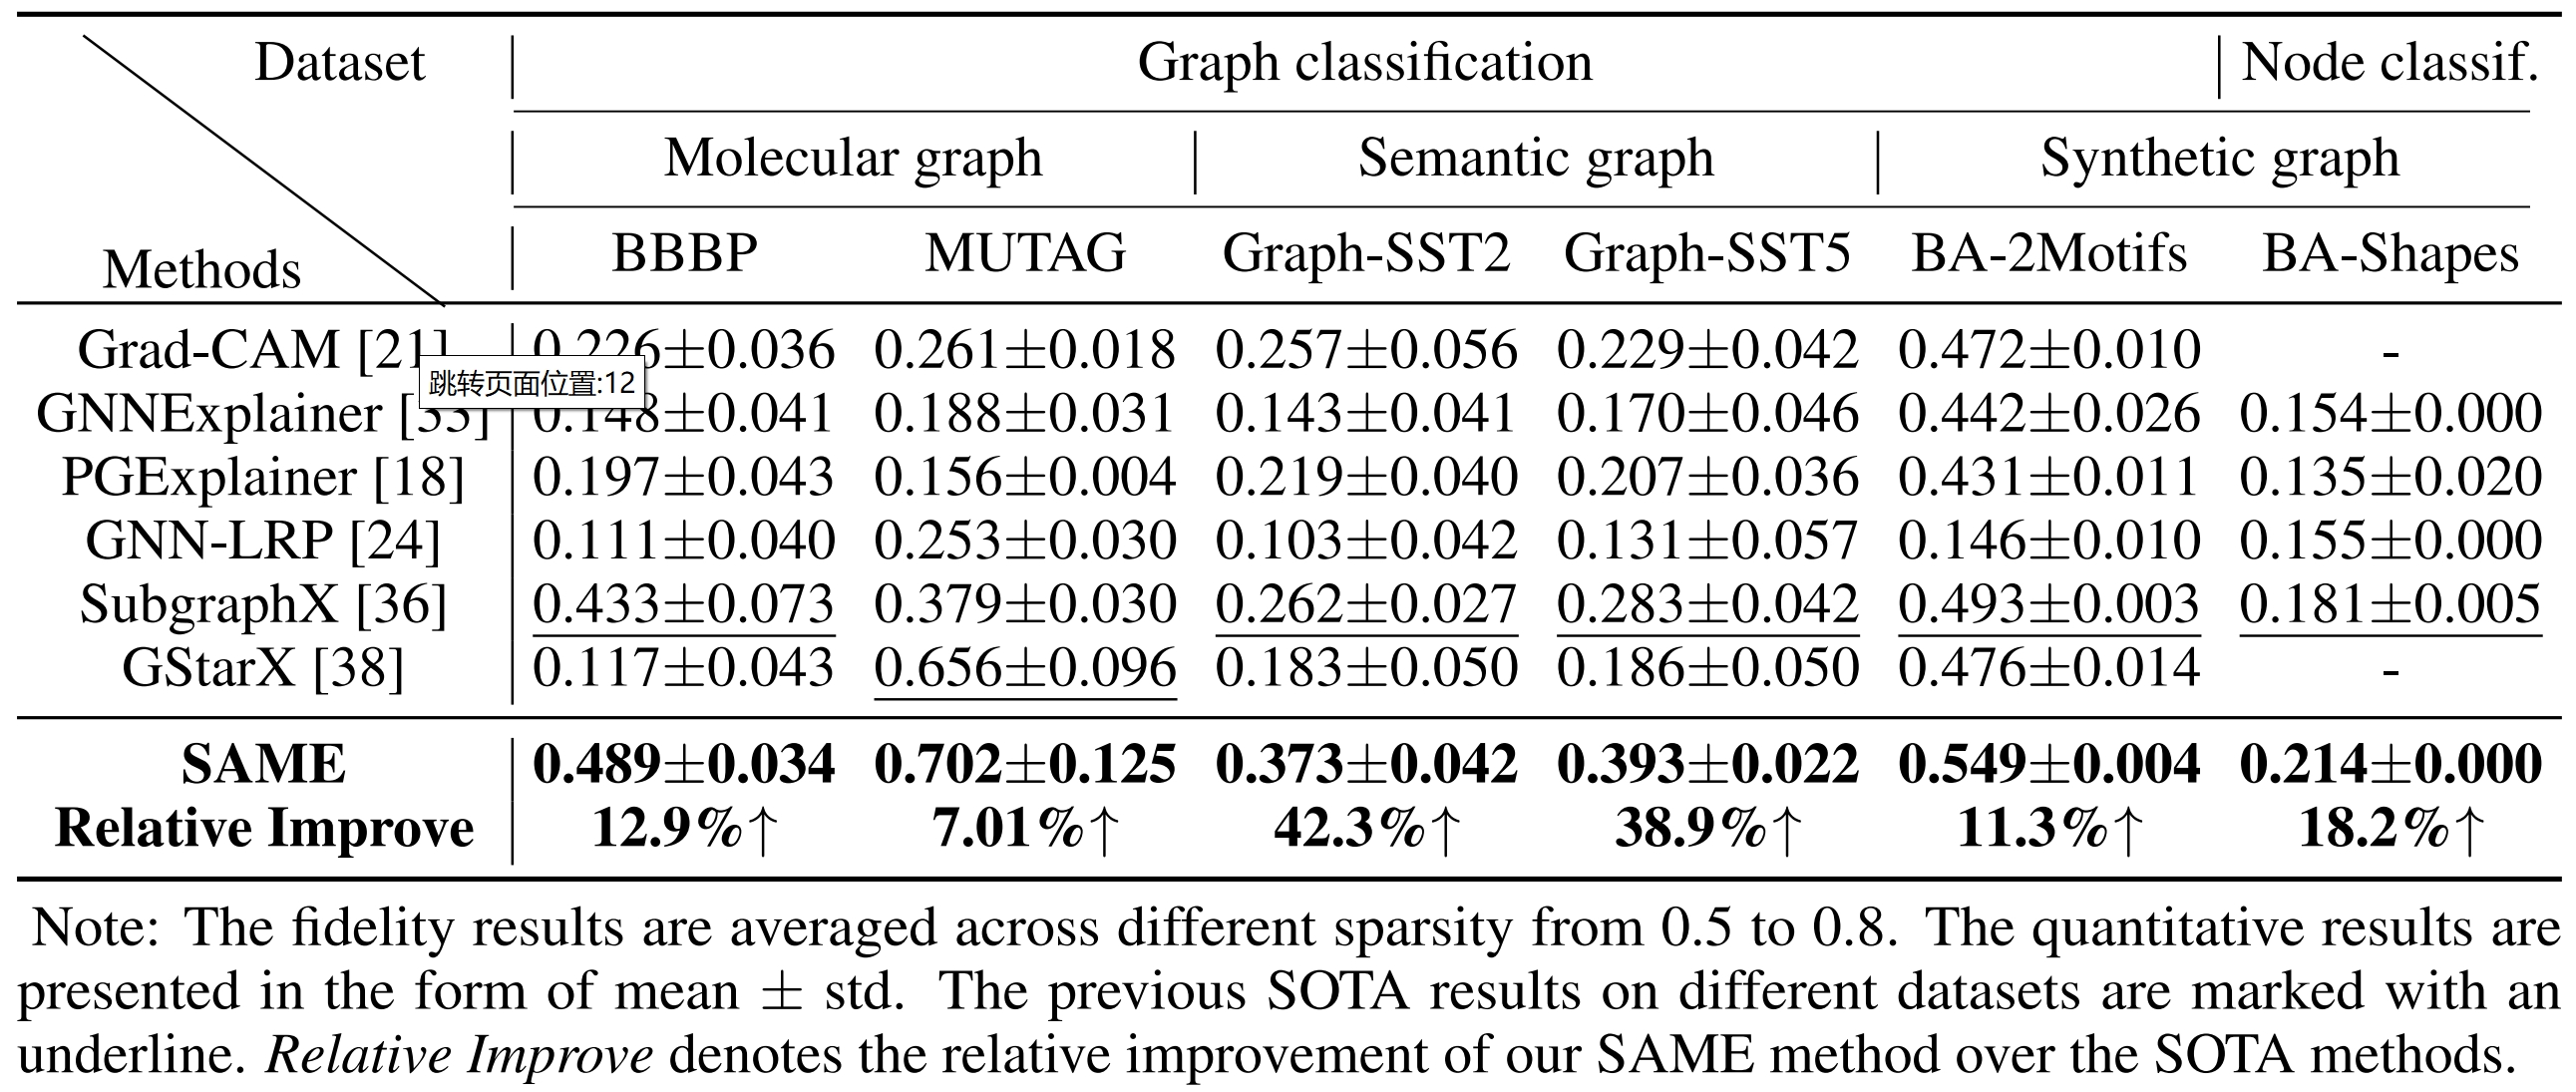 Dataset Graph classification Node classif.
Molecular graph Semantic graph Synthetic graph
Methods BBBP MUTAG Graph-SST2 Graph-SST5 BA-2Motifs BA-Shapes
Grad-CAM [21] 0.226±0.036 0.261±0.018 0.257±0.056 0.229±0.042 0.472±0.010 -
跳转页面位置:12
GNNExplainer [33] 0.148±0.041 0.188±0.031 0.143±0.041 0.170±0.046 0.442±0.026 0.154±0.000
PGExplainer [18] 0.197±0.043 0.156±0.004 0.219±0.040 0.207±0.036 0.431±0.011 0.135±0.020
GNN-LRP [24] 0.111±0.040 0.253±0.030 0.103±0.042 0.131±0.057 0.146±0.010 0.155±0.000
SubgraphX [36] 0.433±0.073 0.379±0.030 0.262±0.027 0.283±0.042 0.493±0.003 0.181±0.005
GStarX [38] 0.117±0.043 0.656±0.096 0.183±0.050 0.186±0.050 0.476±0.014 -
SAME 0.489±0.034 0.702±0.125 0.373±0.042 0.393±0.022 0.549±0.004 0.214±0.000
Relative Improve 12.9%↑ 7.01%↑ 42.3%↑ 38.9%↑ 11.3%↑ 18.2%↑
Note: The fidelity results are averaged across different sparsity from 0.5 to 0.8. The quantitative results are
presented in the form of mean ± std. The previous SOTA results on different datasets are marked with an
underline. Relative Improve denotes the relative improvement of our SAME method over the SOTA methods.